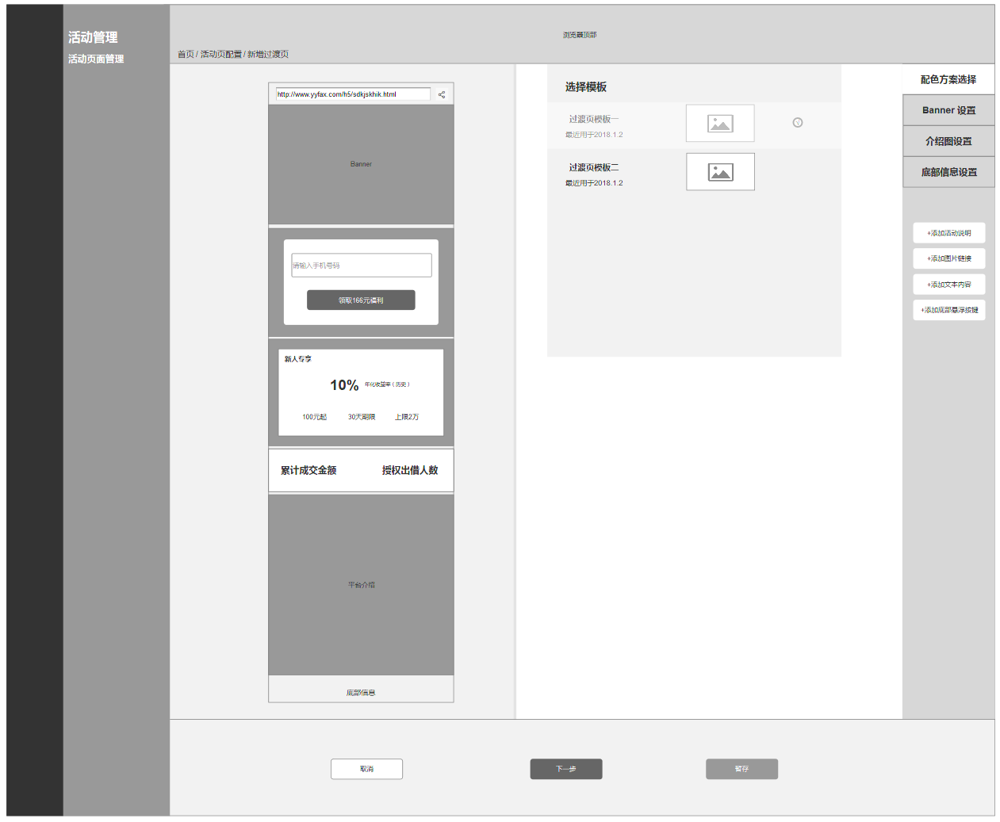 活动管理
活动页面管理
浏览器顶部
首页 / 活动页配置 / 新增过渡页
http://www.yyfax.com/h5/sdkjskhik.html
Banner
请输入手机号码
领取166元福利
新人专享
10% 年化收益率（历史）
100元起 30天期限 上限2万
累计成交金额 授权出借人数
平台介绍
底部信息
选择模板
过渡页模板一
最近用于2018.1.2
√
过渡页模板二
最近用于2018.1.2
配色方案选择
Banner 设置
介绍图设置
底部信息设置
+添加活动说明
+添加图片链接
+添加文本内容
+添加底部悬浮按键
取消
下一步
暂存